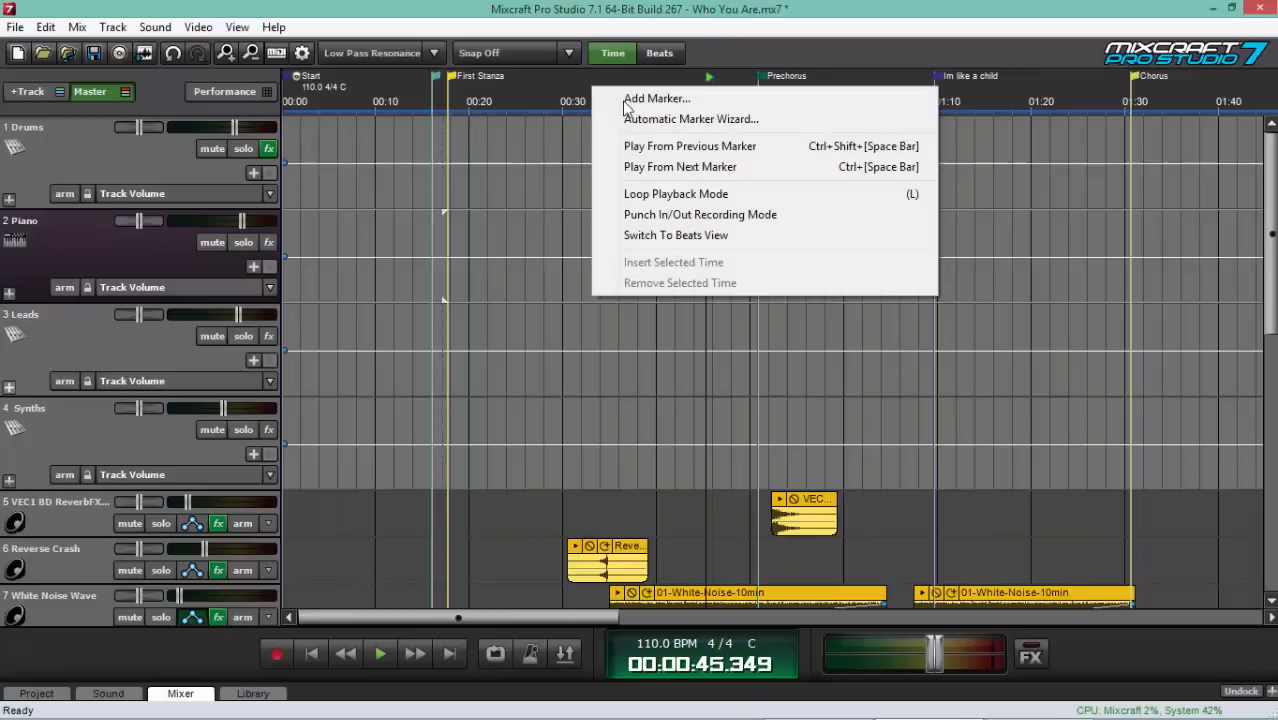 Mixcraft Pro Studio 7.1 64-Bit Build 267 - Who You Are.mx7 *
File Edit Mix Track Sound Video View Help
Low Pass Resonance Snap Off Time Beats MIXCRAFT PRO STUDIO 7
Start First Stanza Prechorus Im like a child Chorus
110.0 4/4 C
+Track Master Performance
00:00 00:10 00:20 00:30 01:10 01:30 01:40
Add Marker...
Automatic Marker Wizard...
Play From Previous Marker Ctrl+Shift+[Space Bar]
Play From Next Marker Ctrl+[Space Bar]
Loop Playback Mode (L)
Punch In/Out Recording Mode
Switch To Beats View
Insert Selected Time
Remove Selected Time
1 Drums
mute solo fx
arm Track Volume
2 Piano
mute solo fx
arm Track Volume
3 Leads
mute solo fx
arm Track Volume
4 Synths
mute solo fx
arm Track Volume
5 VEC1 BD ReverbFX... VEC...
mute solo fx arm
6 Reverse Crash Reve...
mute solo fx arm
7 White Noise Wave 01-White-Noise-10min 01-White-Noise-10min
mute solo fx arm
110.0 BPM 4/4 C
00:00:45.349
FX
Project Sound Mixer Library Undock
Ready CPU: Mixcraft 2%, System 42%